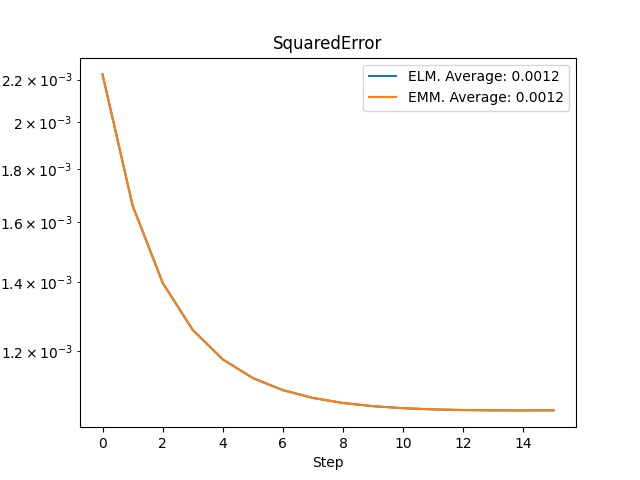 SquaredError
ELM. Average: 0.0012
EMM. Average: 0.0012
2.2 × 10⁻³
2 × 10⁻³
1.8 × 10⁻³
1.6 × 10⁻³
1.4 × 10⁻³
1.2 × 10⁻³
0 2 4 6 8 10 12 14
Step